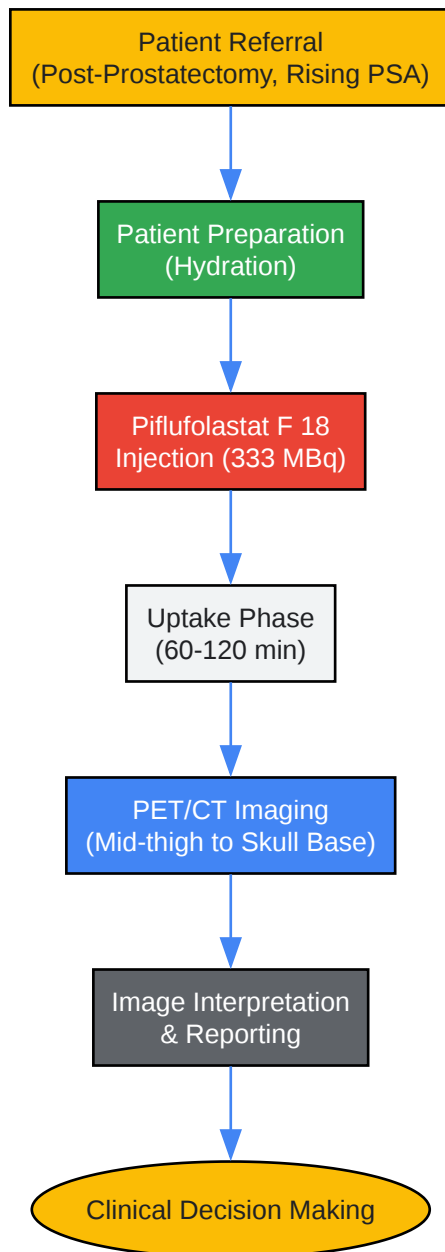 Patient Referral
(Post-Prostatectomy, Rising PSA)
Patient Preparation
(Hydration)
Piflufolastat F 18
Injection (333 MBq)
Uptake Phase
(60-120 min)
PET/CT Imaging
(Mid-thigh to Skull Base)
Image Interpretation
& Reporting
Clinical Decision Making